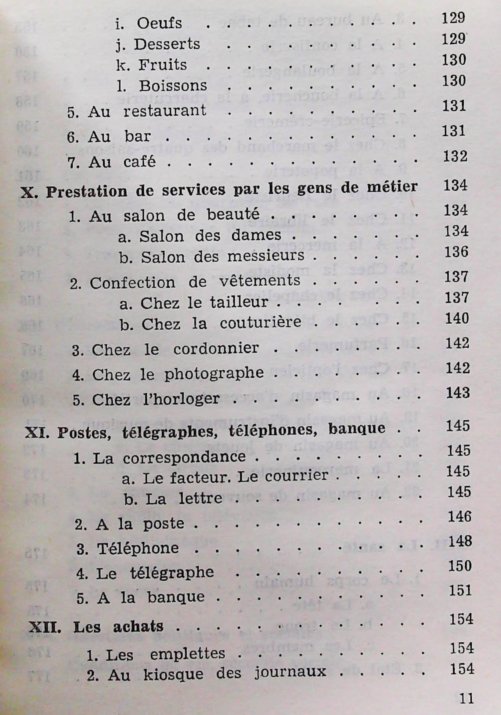 i. Oeufs . . . . . . . . . 129
j. Desserts . . . . . . . . 129
k. Fruits . . . . . . . . . 130
l. Boissons . . . . . . . . 130
5. Au restaurant . . . . . . . . 131
6. Au bar . . . . . . . . . . 131
7. Au café . . . . . . . . . . 132
X. Prestation de services par les gens de métier 134
1. Au salon de beauté . . . . . . 134
a. Salon des dames . . . . . . 134
b. Salon des messieurs . . . . . 136
2. Confection de vêtements . . . . . 137
a. Chez le tailleur . . . . . . 137
b. Chez la couturière . . . . . 140
3. Chez le cordonnier . . . . . . 142
4. Chez le photographe . . . . . . 142
5. Chez l'horloger . . . . . . . 143
XI. Postes, télégraphes, téléphones, banque . . 145
1. La correspondance . . . . . . . 145
a. Le facteur. Le courrier . . . . 145
b. La lettre . . . . . . . . 145
2. A la poste . . . . . . . . . 146
3. Téléphone . . . . . . . . . 148
4. Le télégraphe . . . . . . . . 150
5. A la banque . . . . . . . . 151
XII. Les achats . . . . . . . . . . 154
1. Les emplettes . . . . . . . . 154
2. Au kiosque des journaux . . . . . 154
11